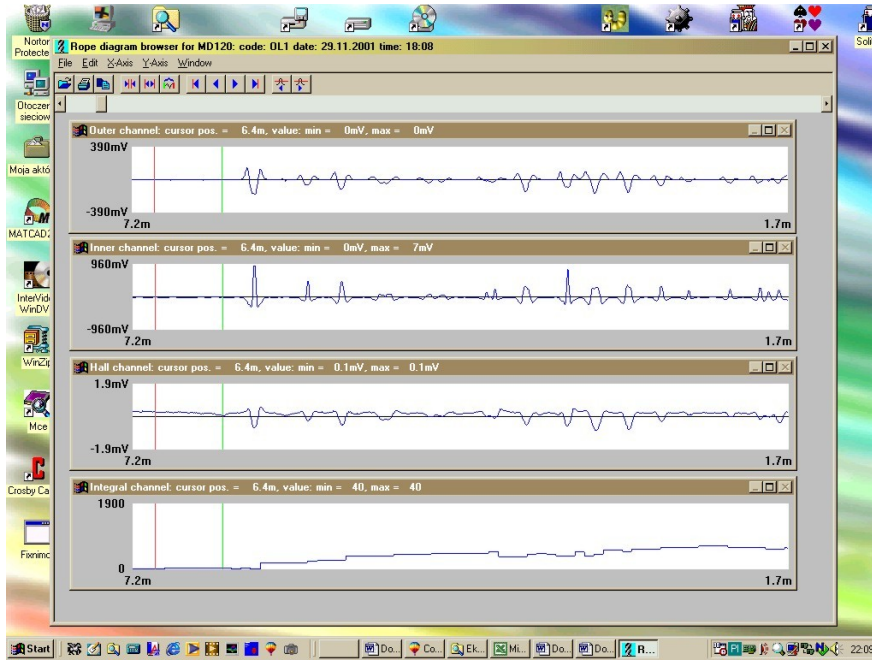 Nortor
Protecte
Otoczer
sieciow
Moja aktó
MATCAD2
InterVide
WinDV
WinZip
Mce
Crosby Ca
Soli
Rope diagram browser for MD120: code: OL1 date: 29.11.2001 time: 18:08
File Edit X-Axis Y-Axis Window
Outer channel: cursor pos. = 6.4m, value: min = 0mV, max = 0mV
390mV
-390mV
7.2m 1.7m
Inner channel: cursor pos. = 6.4m, value: min = 0mV, max = 7mV
960mV
-960mV
7.2m 1.7m
Hall channel: cursor pos. = 6.4m, value: min = 0.1mV, max = 0.1mV
1.9mV
-1.9mV
7.2m 1.7m
Integral channel: cursor pos. = 6.4m, value: min = 40, max = 40
1900
0
7.2m 1.7m
Start Do... Co... Ek... Mi... Do... Do... R... PI 22:09